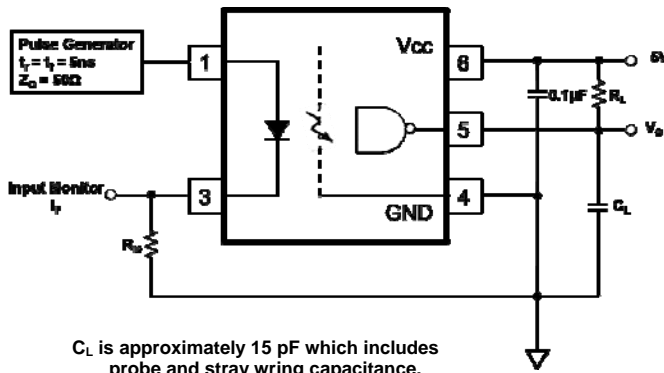 Pulse Generator
tr = tf = 5ns
ZO = 50Ω
1
VCC
6
5V
0.1µF
RL
5
VO
Input Monitor
IF
3
4
GND
RM
CL
CL is approximately 15 pF which includes
probe and stray wring capacitance.